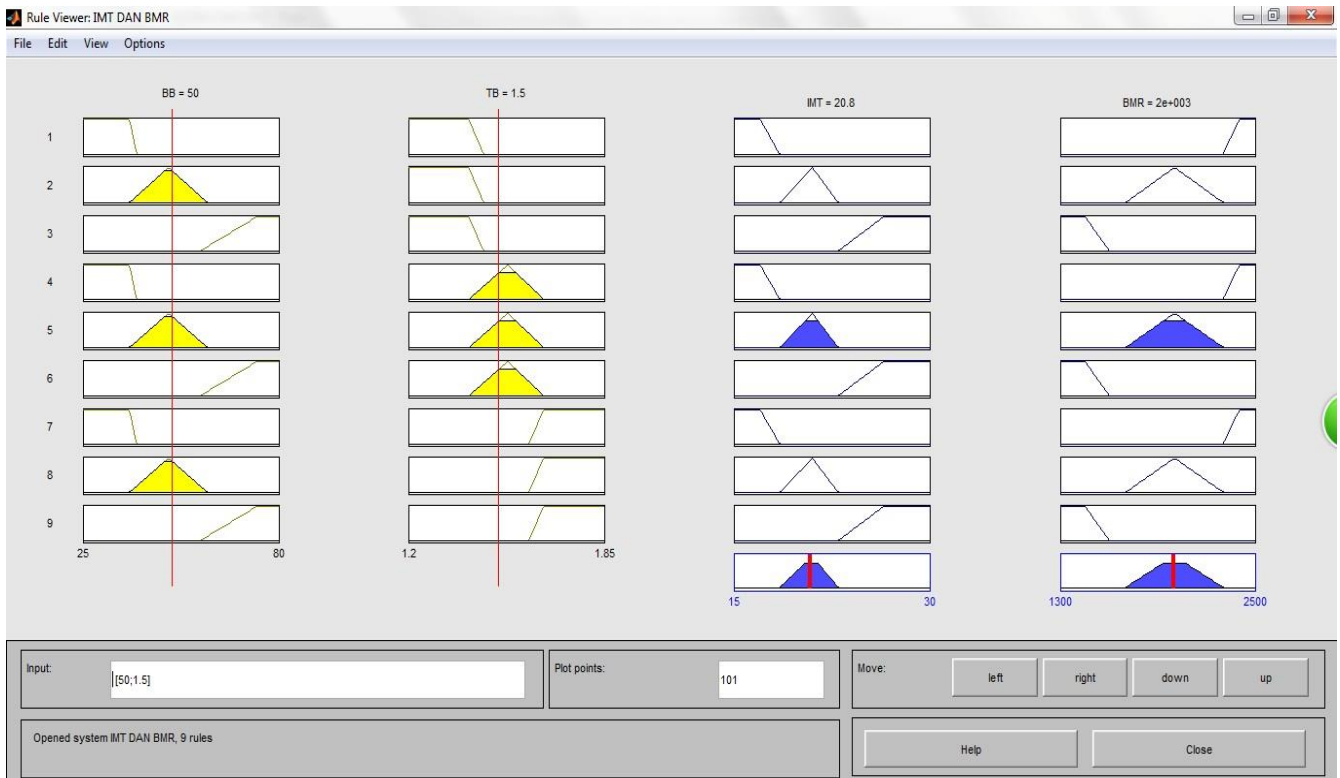 Rule Viewer: IMT DAN BMR
File Edit View Options
BB = 50
TB = 1.5
IMT = 20.8
BMR = 2e+003
1
2
3
4
5
6
7
8
9
25 80
1.2 1.85
15 30
1300 2500
Input:
[50;1.5]
Plot points:
101
Move:
left
right
down
up
Opened system IMT DAN BMR, 9 rules
Help
Close